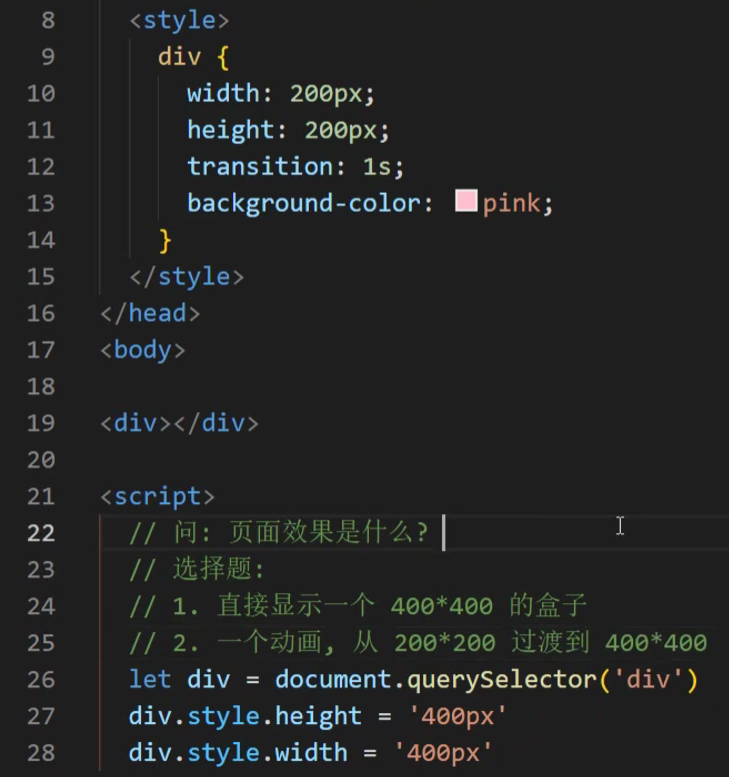 8 <style>
9 div {
10 width: 200px;
11 height: 200px;
12 transition: 1s;
13 background-color: pink;
14 }
15 </style>
16 </head>
17 <body>
18
19 <div></div>
20
21 <script>
22 // 问: 页面效果是什么?
23 // 选择题:
24 // 1. 直接显示一个 400*400 的盒子
25 // 2. 一个动画, 从 200*200 过渡到 400*400
26 let div = document.querySelector('div')
27 div.style.height = '400px'
28 div.style.width = '400px'